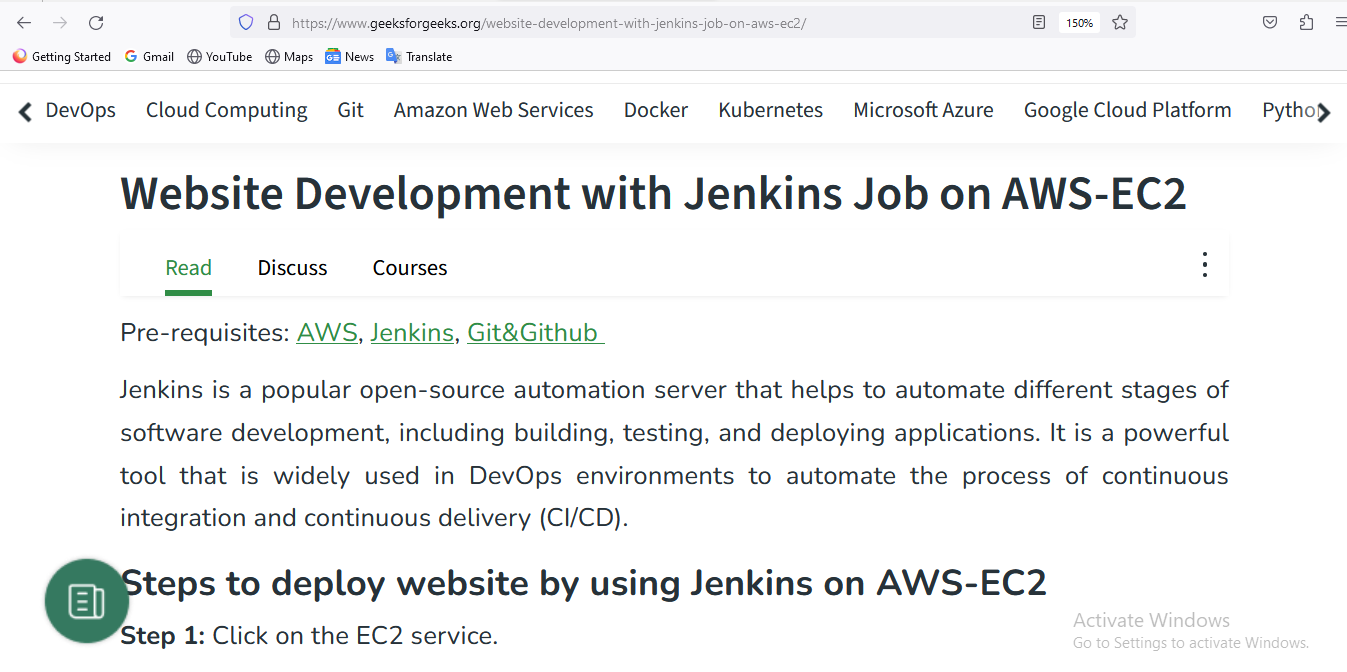 https://www.geeksforgeeks.org/website-development-with-jenkins-job-on-aws-ec2/ 150%
Getting Started Gmail YouTube Maps GE News Translate
DevOps Cloud Computing Git Amazon Web Services Docker Kubernetes Microsoft Azure Google Cloud Platform Pytho
Website Development with Jenkins Job on AWS-EC2
Read Discuss Courses
Pre-requisites: AWS, Jenkins, Git&Github
Jenkins is a popular open-source automation server that helps to automate different stages of
software development, including building, testing, and deploying applications. It is a powerful
tool that is widely used in DevOps environments to automate the process of continuous
integration and continuous delivery (CI/CD).
Steps to deploy website by using Jenkins on AWS-EC2
Step 1: Click on the EC2 service.
Activate Windows
Go to Settings to activate Windows.